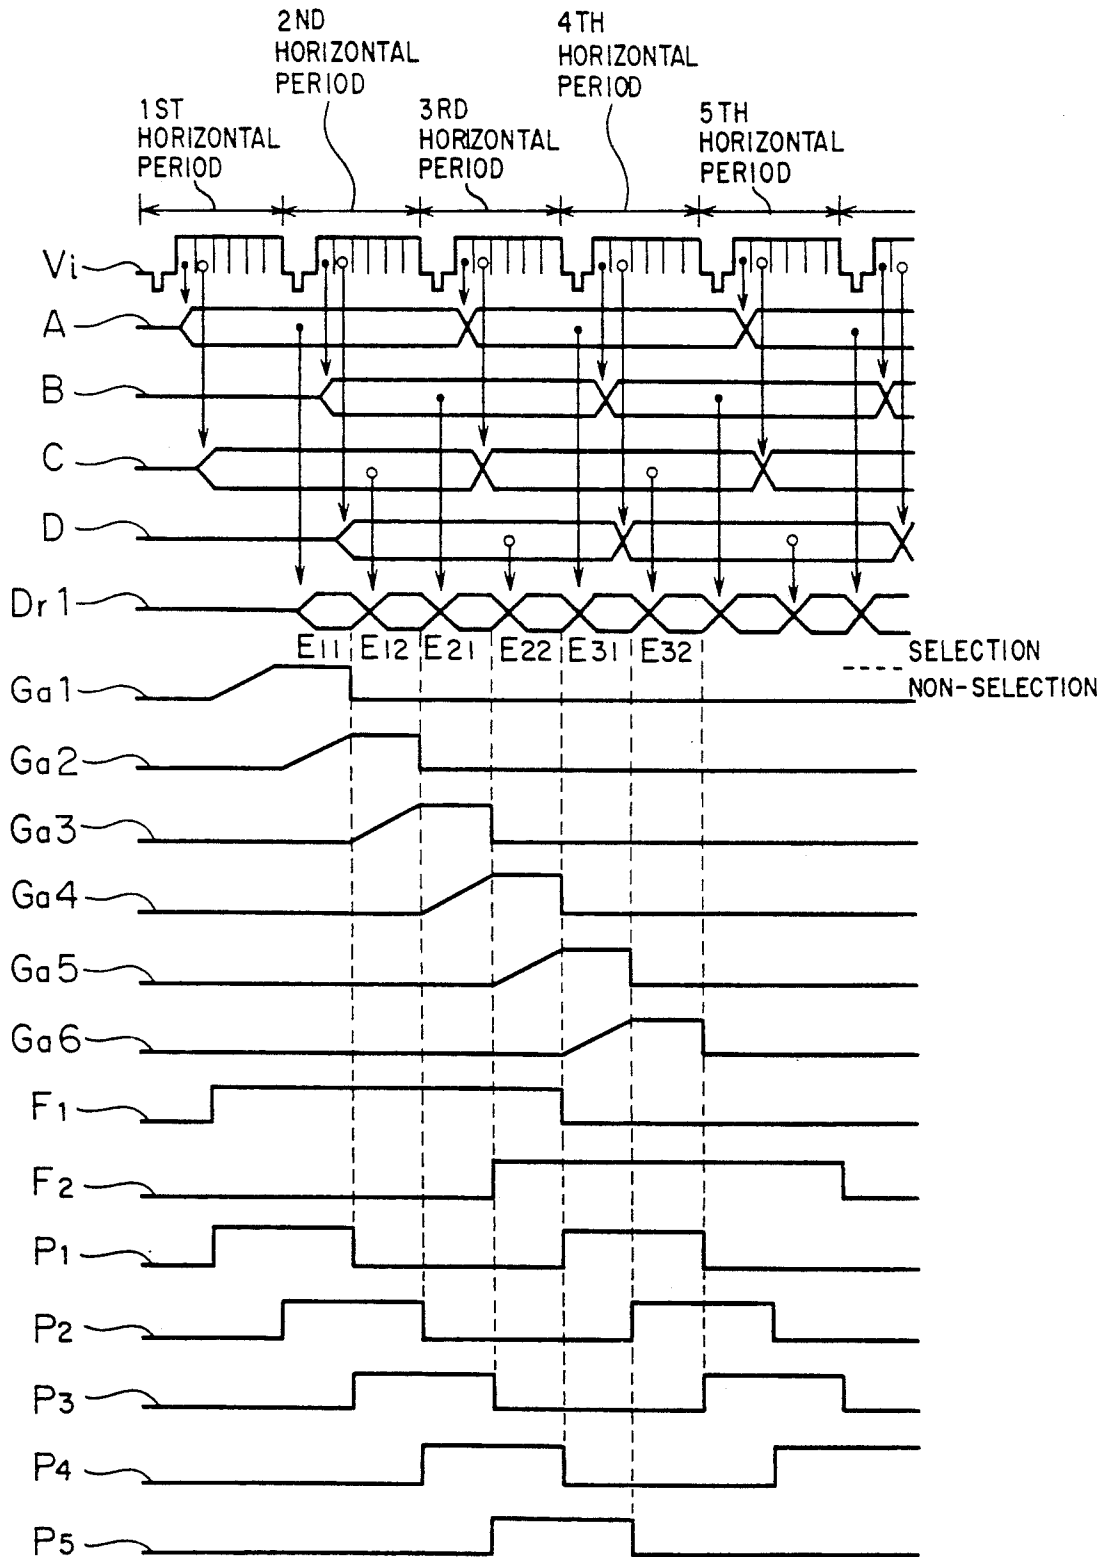 2ND
HORIZONTAL
PERIOD
4TH
HORIZONTAL
PERIOD
1ST
HORIZONTAL
PERIOD
3RD
HORIZONTAL
PERIOD
5TH
HORIZONTAL
PERIOD
Vi
A
B
C
D
Dr1
E11 E12 E21 E22 E31 E32
SELECTION
NON-SELECTION
Ga1
Ga2
Ga3
Ga4
Ga5
Ga6
F1
F2
P1
P2
P3
P4
P5